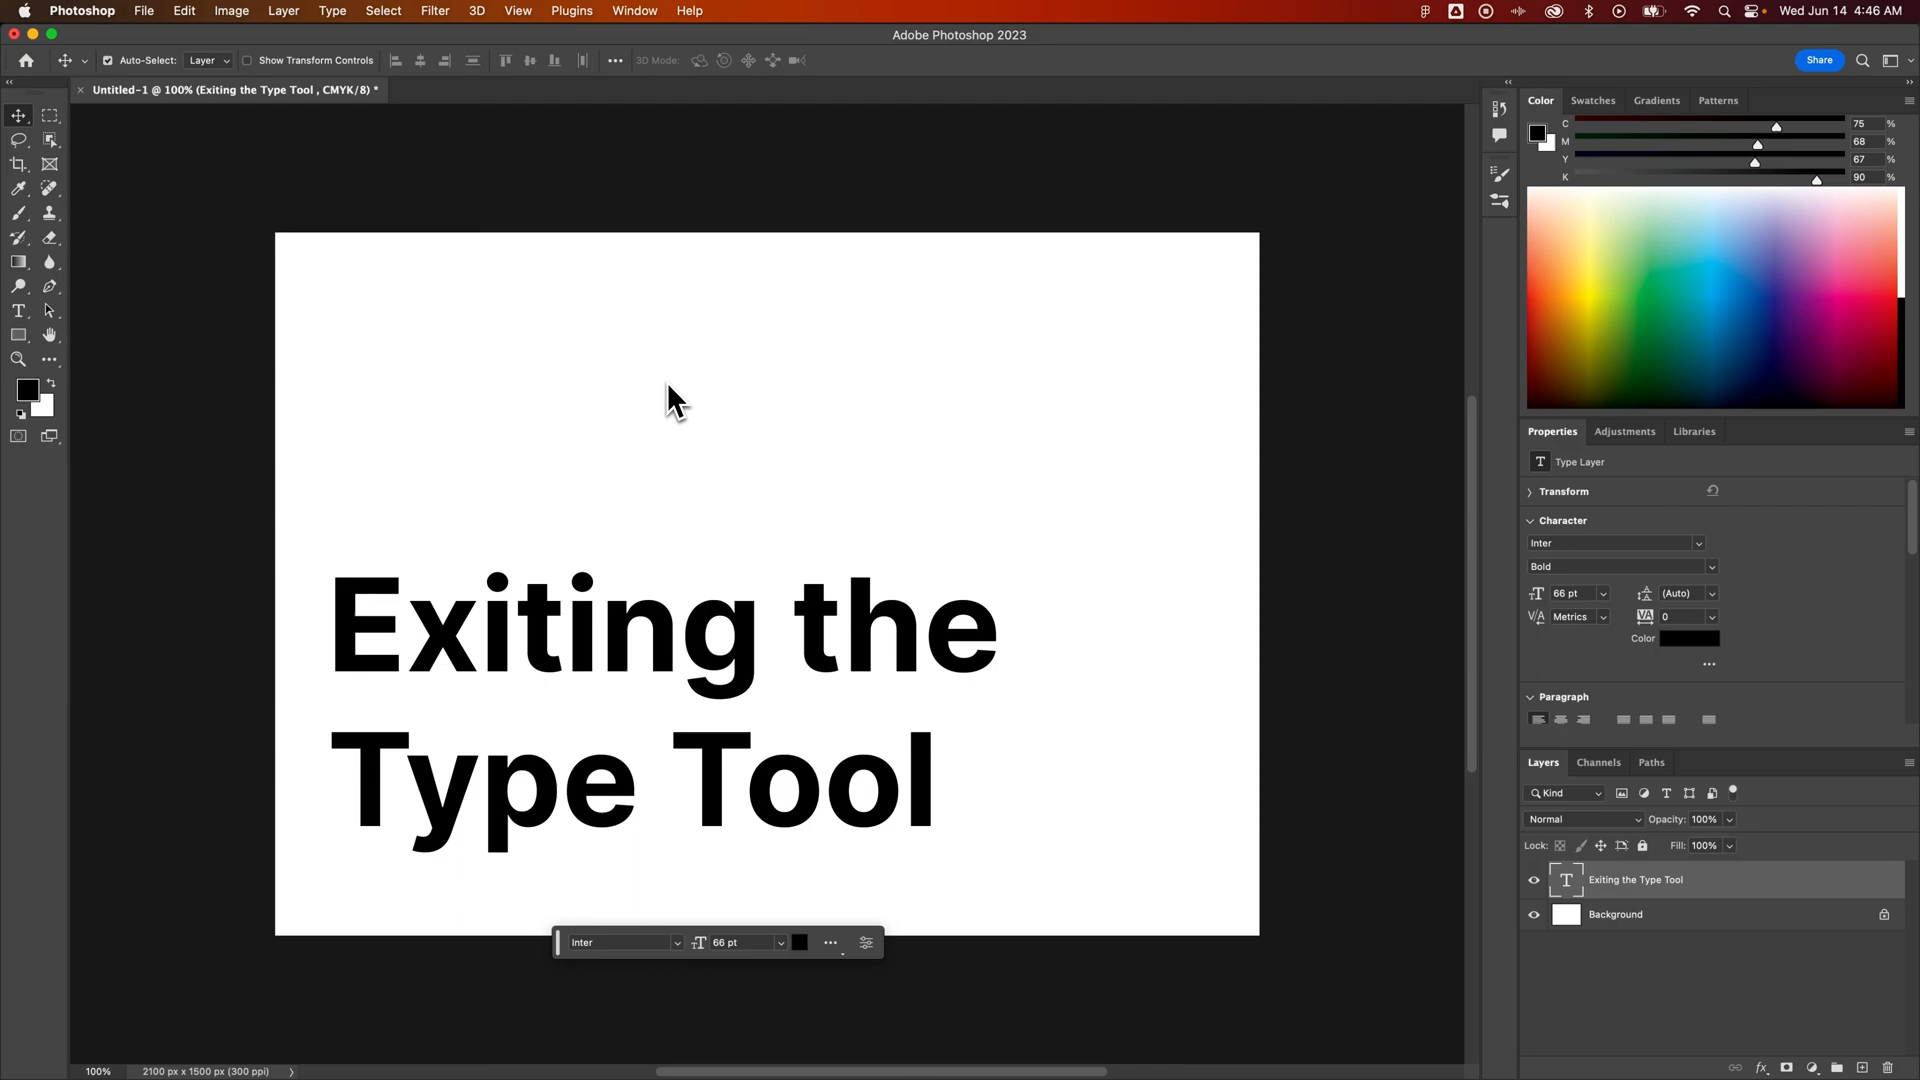 Photoshop File Edit Image Layer Type Select Filter 3D View Plugins Window Help Wed Jun 14 4:46 AM
Adobe Photoshop 2023
Auto-Select: Layer Show Transform Controls 3D Mode: Share
Untitled-1 @ 100% (Exiting the Type Tool , CMYK/8) *
Color Swatches Gradients Patterns
C 75 %
M 68 %
Y 67 %
K 90 %
Exiting the
Type Tool
Inter 66 pt
Properties Adjustments Libraries
T Type Layer
Transform
Character
Inter
Bold
66 pt (Auto)
Metrics 0
Color
Paragraph
Layers Channels Paths
Kind
Normal Opacity: 100%
Lock: Fill: 100%
T Exiting the Type Tool
Background
100% 2100 px x 1500 px (300 ppi)
fx